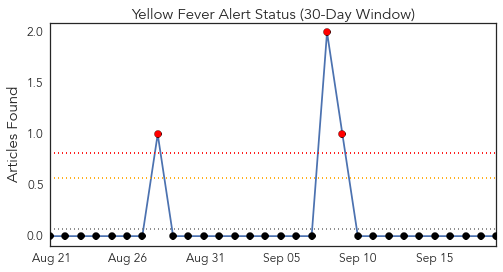 Yellow Fever Alert Status (30-Day Window)
Articles Found
2.0
1.5
1.0
0.5
0.0
Aug 21 Aug 26 Aug 31 Sep 05 Sep 10 Sep 15